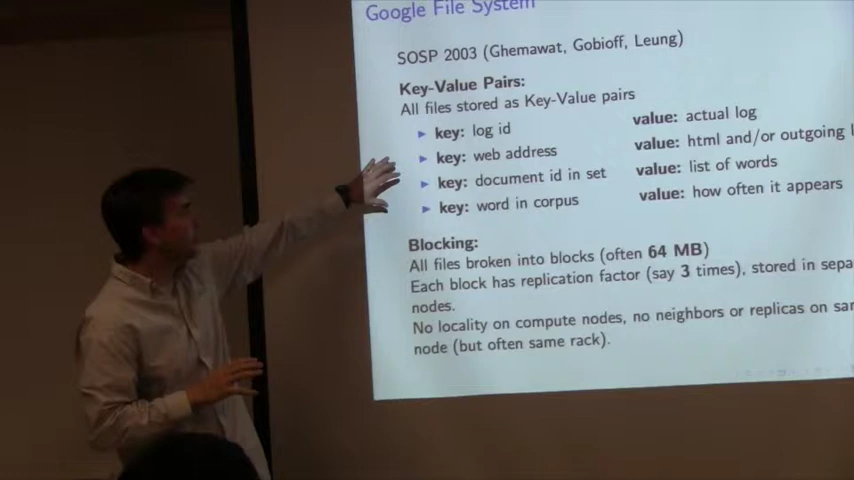 Google File System
SOSP 2003 (Ghemawat, Gobioff, Leung)
Key-Value Pairs:
All files stored as Key-Value pairs
key: log id value: actual log
key: web address value: html and/or outgoing
key: document id in set value: list of words
key: word in corpus value: how often it appears
Blocking:
All files broken into blocks (often 64 MB)
Each block has replication factor (say 3 times), stored in sepa
nodes.
No locality on compute nodes, no neighbors or replicas on sa
node (but often same rack).